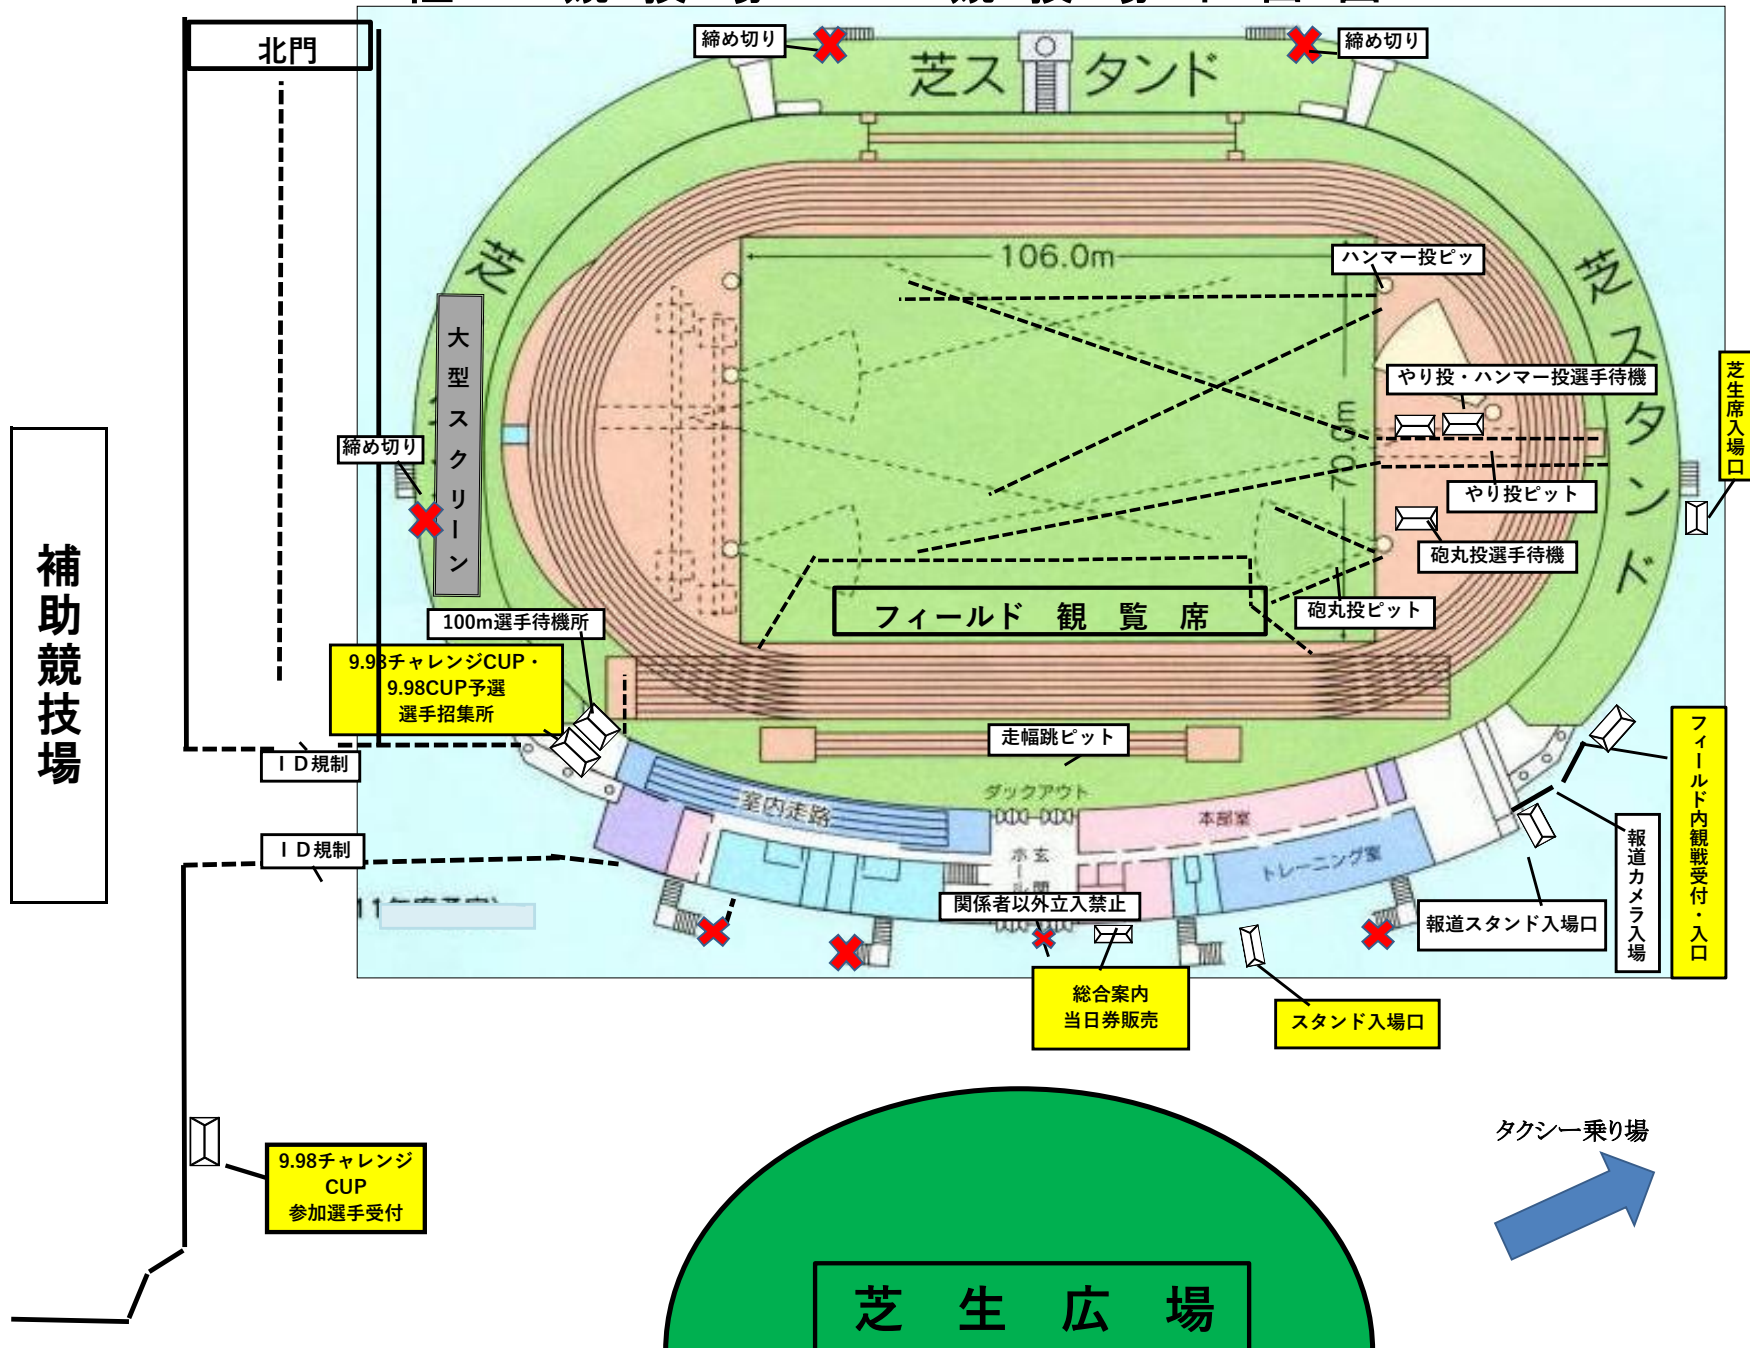 北門
締め切り
締め切り
芝ス
タンド
芝
106.0m
ハンマー投ピッ
芝スタンド
大型スクリーン
やり投・ハンマー投選手待機
芝生席入場口
70.0m
締め切り
やり投ピット
補助競技場
砲丸投選手待機
フィールド 観 覧 席
砲丸投ピット
100m選手待機所
9.98チャレンジCUP・
9.98CUP予選
選手招集所
走幅跳ピット
ＩＤ規制
フィールド内観戦受付・入口
ダックアウト
室内走路
本部室
ＩＤ規制
玄関
ホール
トレーニング室
報道カメラ入場
関係者以外立入禁止
報道スタンド入場口
総合案内
当日券販売
スタンド入場口
タクシー乗り場
9.98チャレンジ
CUP
参加選手受付
芝 生 広 場